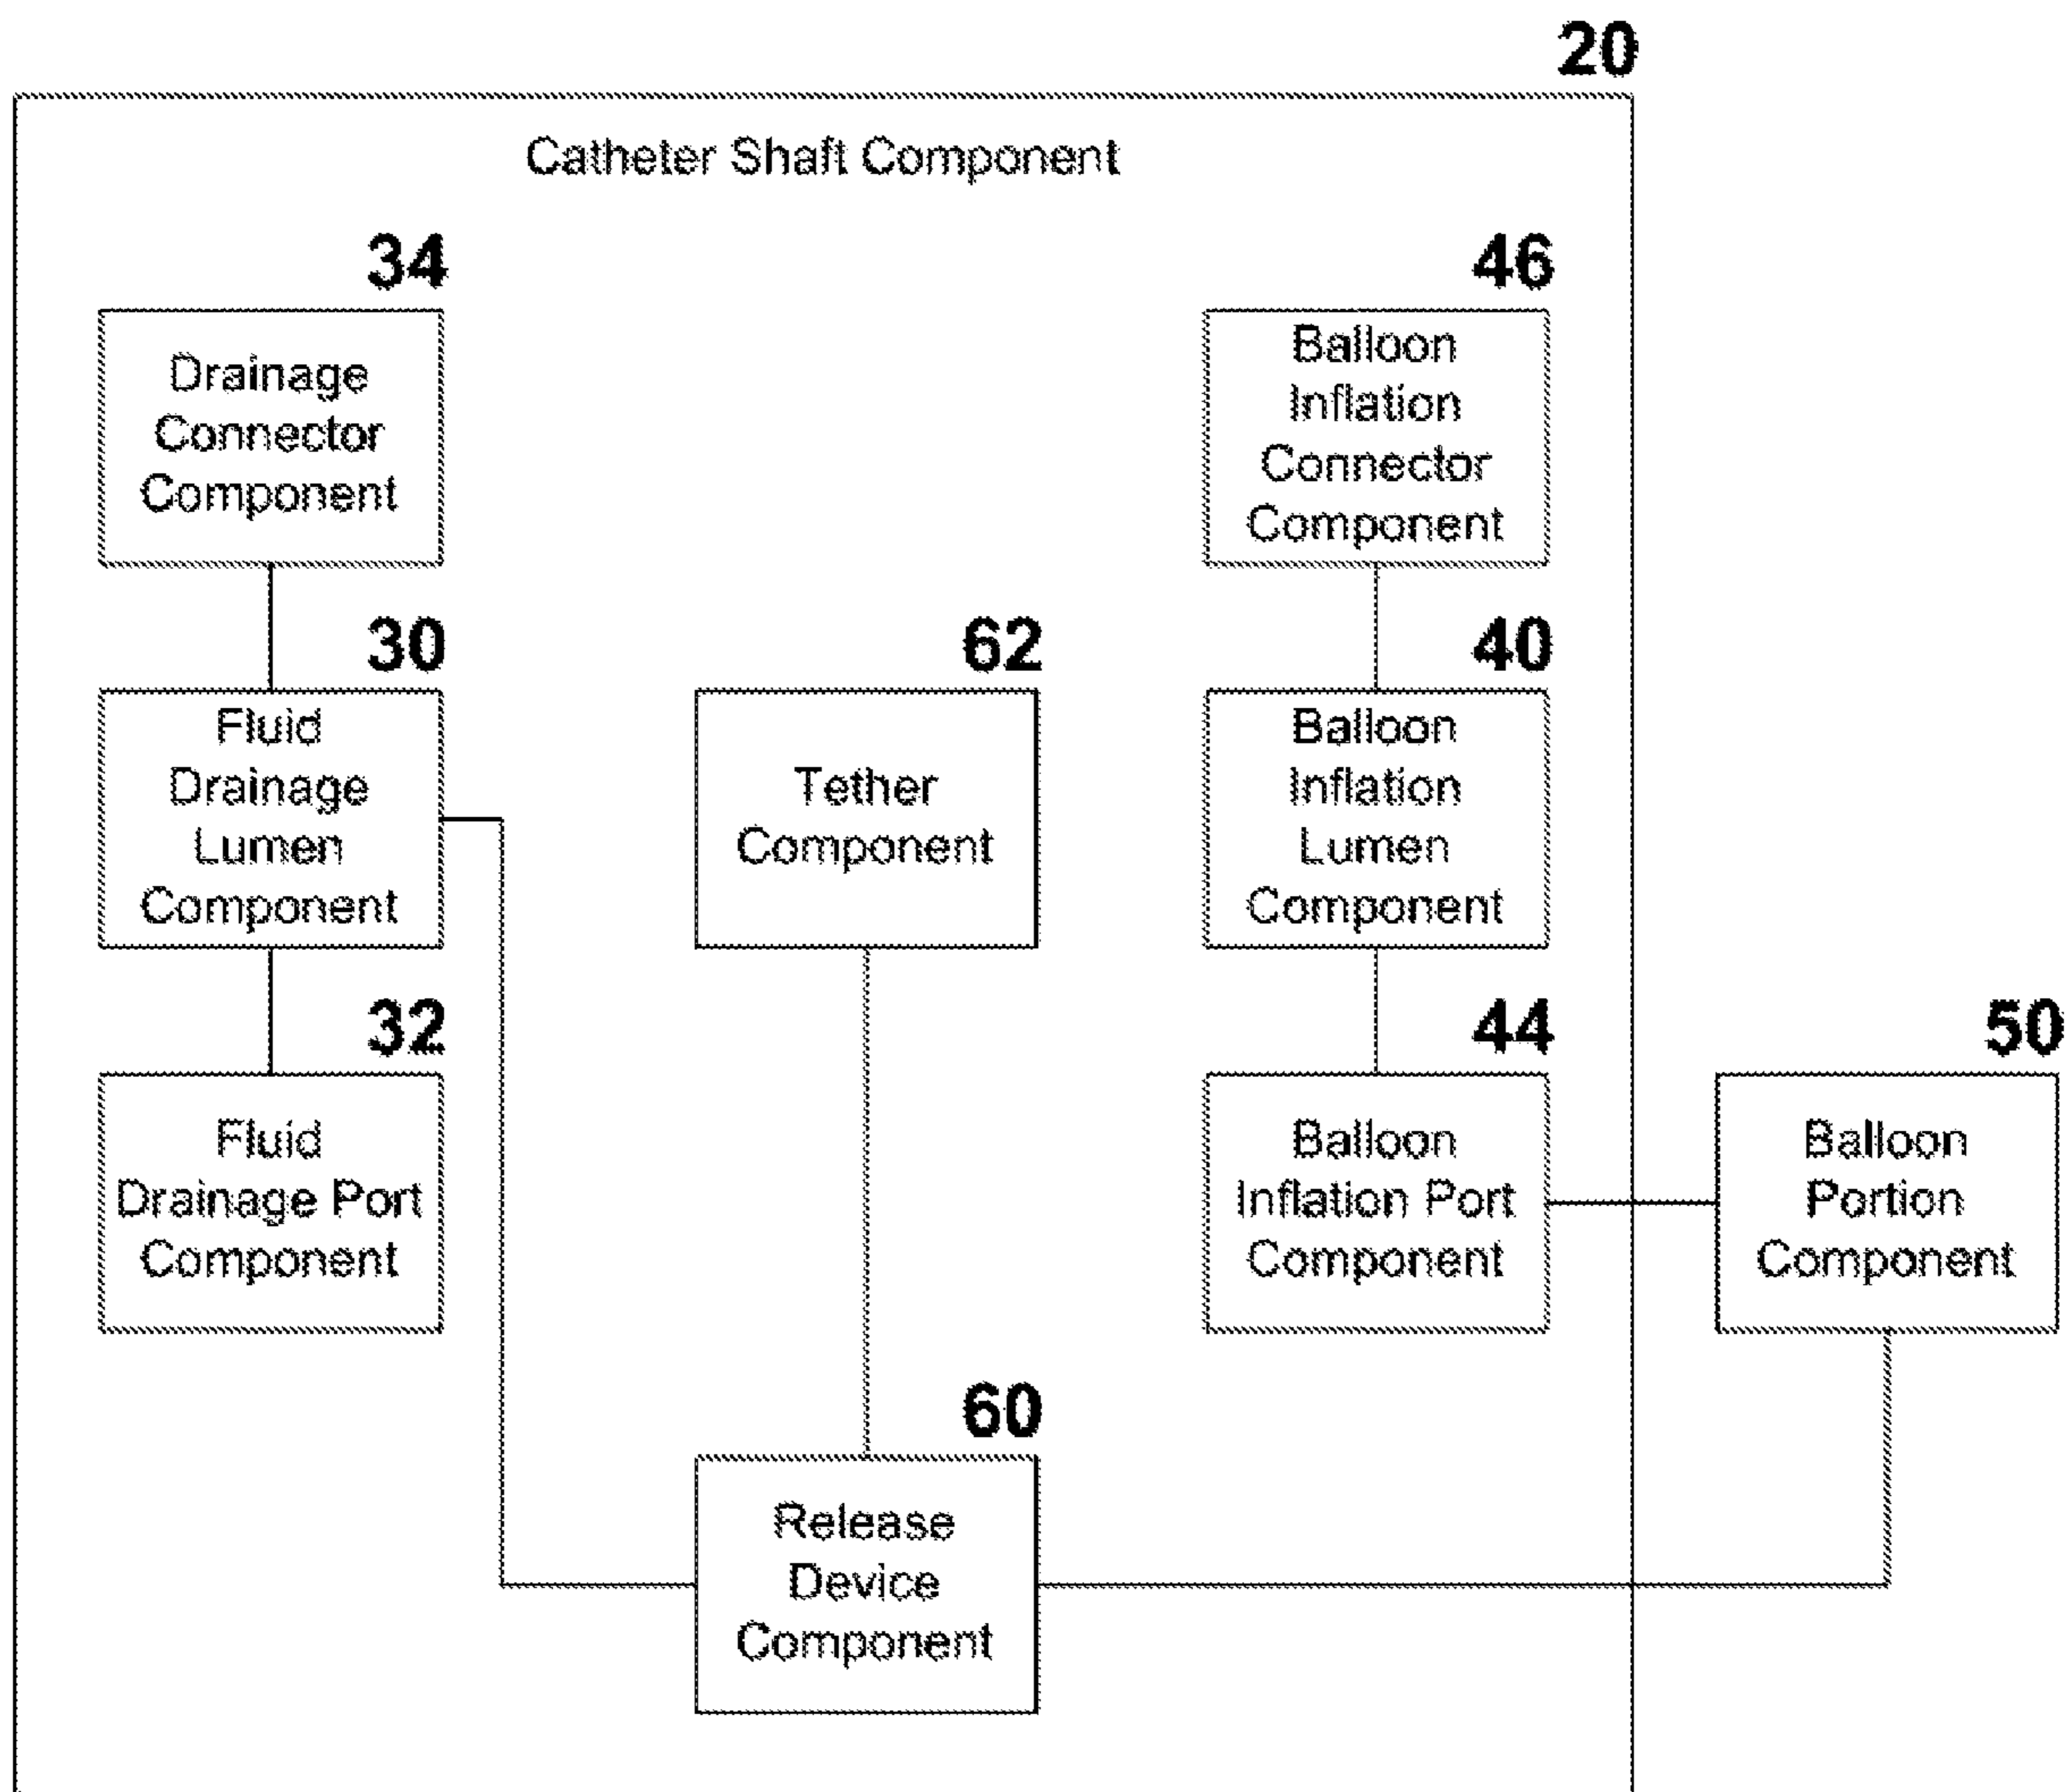 20
Catheter Shaft Component
34
Drainage
Connector
Component
46
Balloon
Inflation
Connector
Component
30
Fluid
Drainage
Lumen
Component
62
Tether
Component
40
Balloon
Inflation
Lumen
Component
32
Fluid
Drainage Port
Component
44
Balloon
Inflation Port
Component
50
Balloon
Portion
Component
60
Release
Device
Component